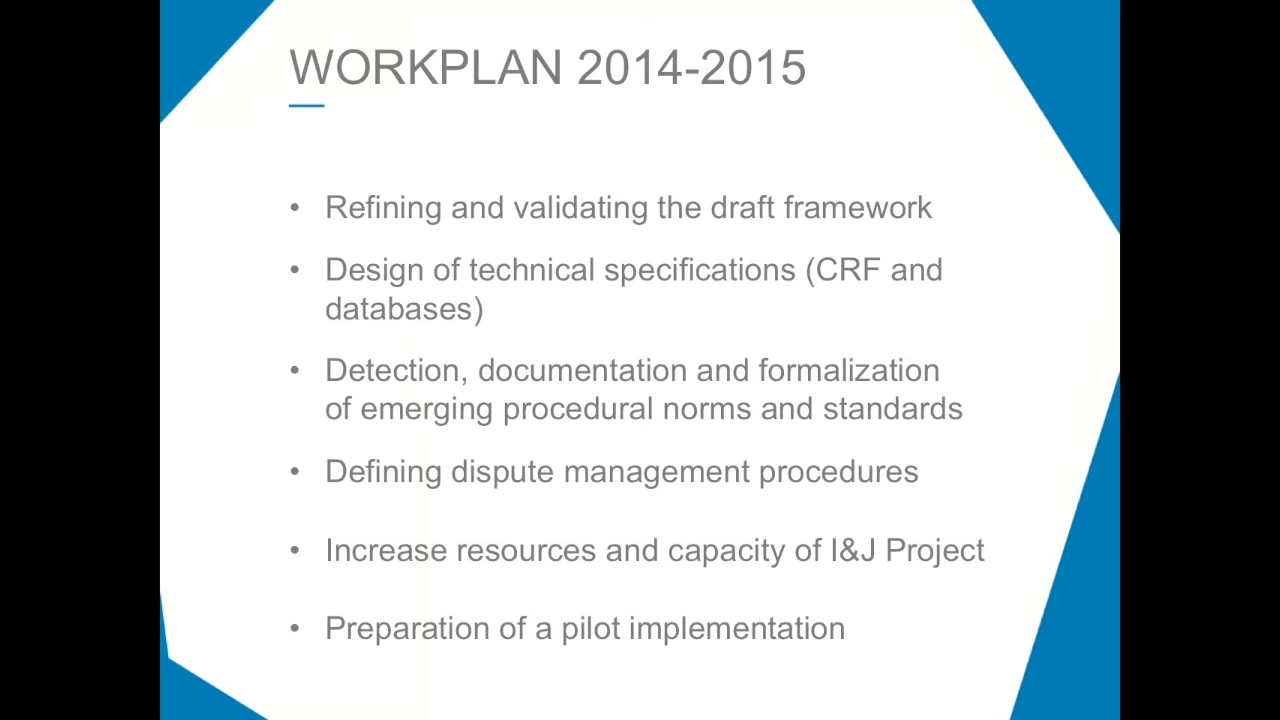 WORKPLAN 2014-2015
• Refining and validating the draft framework
• Design of technical specifications (CRF and
databases)
• Detection, documentation and formalization
of emerging procedural norms and standards
• Defining dispute management procedures
• Increase resources and capacity of I&J Project
• Preparation of a pilot implementation